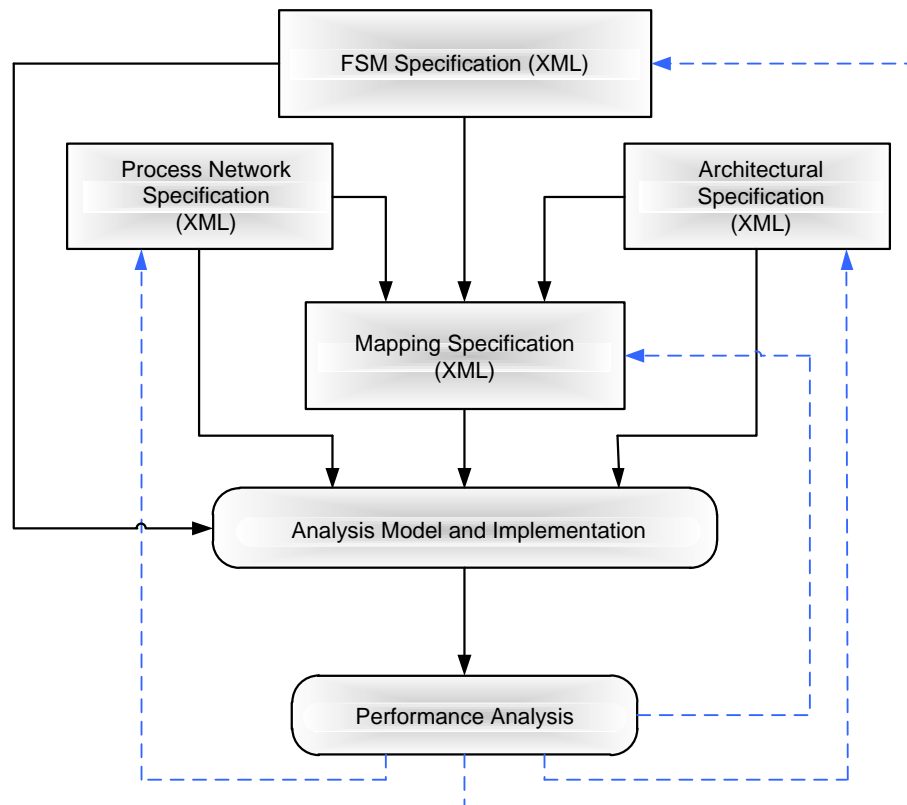 FSM Specification (XML)
Process Network
Specification
(XML)
Architectural
Specification
(XML)
Mapping Specification
(XML)
Analysis Model and Implementation
Performance Analysis